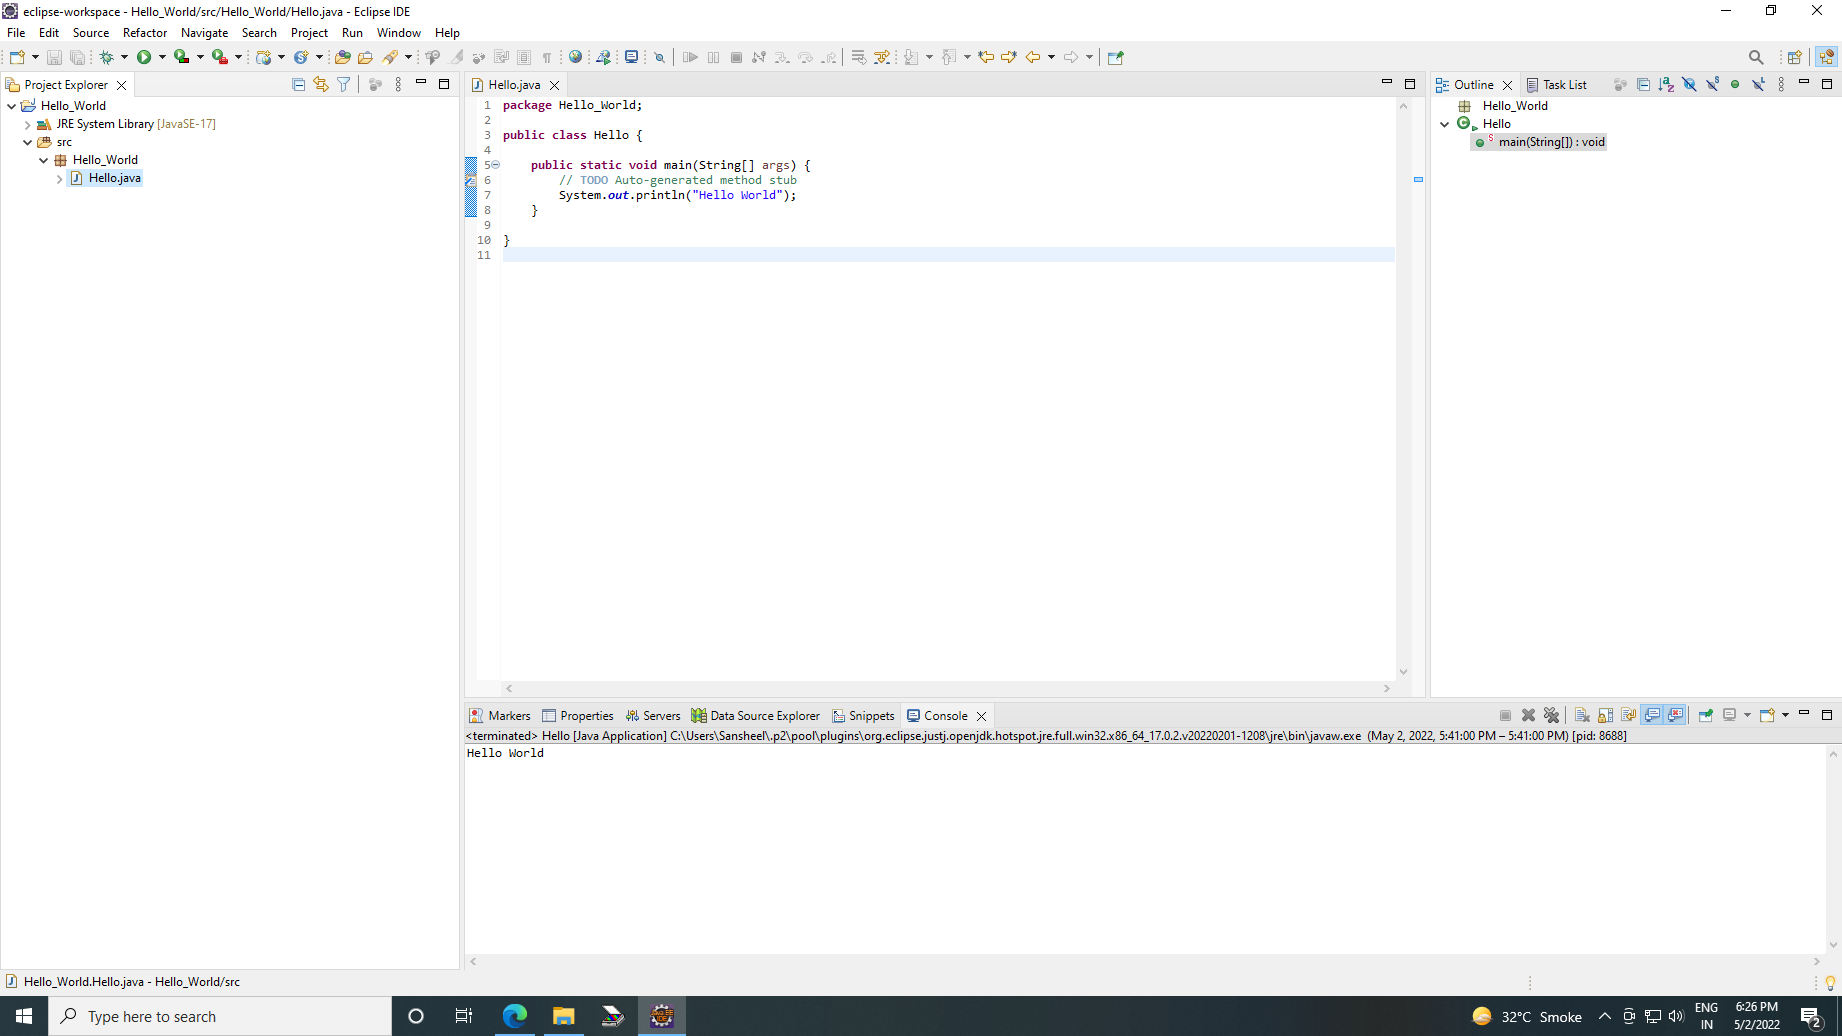 eclipse-workspace - Hello_World/src/Hello_World/Hello.java - Eclipse IDE
File Edit Source Refactor Navigate Search Project Run Window Help
Project Explorer
Hello_World
JRE System Library [JavaSE-17]
src
Hello_World
Hello.java
Hello.java
1 package Hello_World;
2
3 public class Hello {
4
5 public static void main(String[] args) {
6 // TODO Auto-generated method stub
7 System.out.println("Hello World");
8 }
9
10 }
11
Outline Task List
Hello_World
Hello
main(String[]) : void
Markers Properties Servers Data Source Explorer Snippets Console
<terminated> Hello [Java Application] C:\Users\Sansheel\.p2\pool\plugins\org.eclipse.justj.openjdk.hotspot.jre.full.win32.x86_64_17.0.2.v20220201-1208\jre\bin\javaw.exe (May 2, 2022, 5:41:00 PM – 5:41:00 PM) [pid: 8688]
Hello World
Hello_World.Hello.java - Hello_World/src
Type here to search
32°C Smoke
ENG
IN
6:26 PM
5/2/2022
2